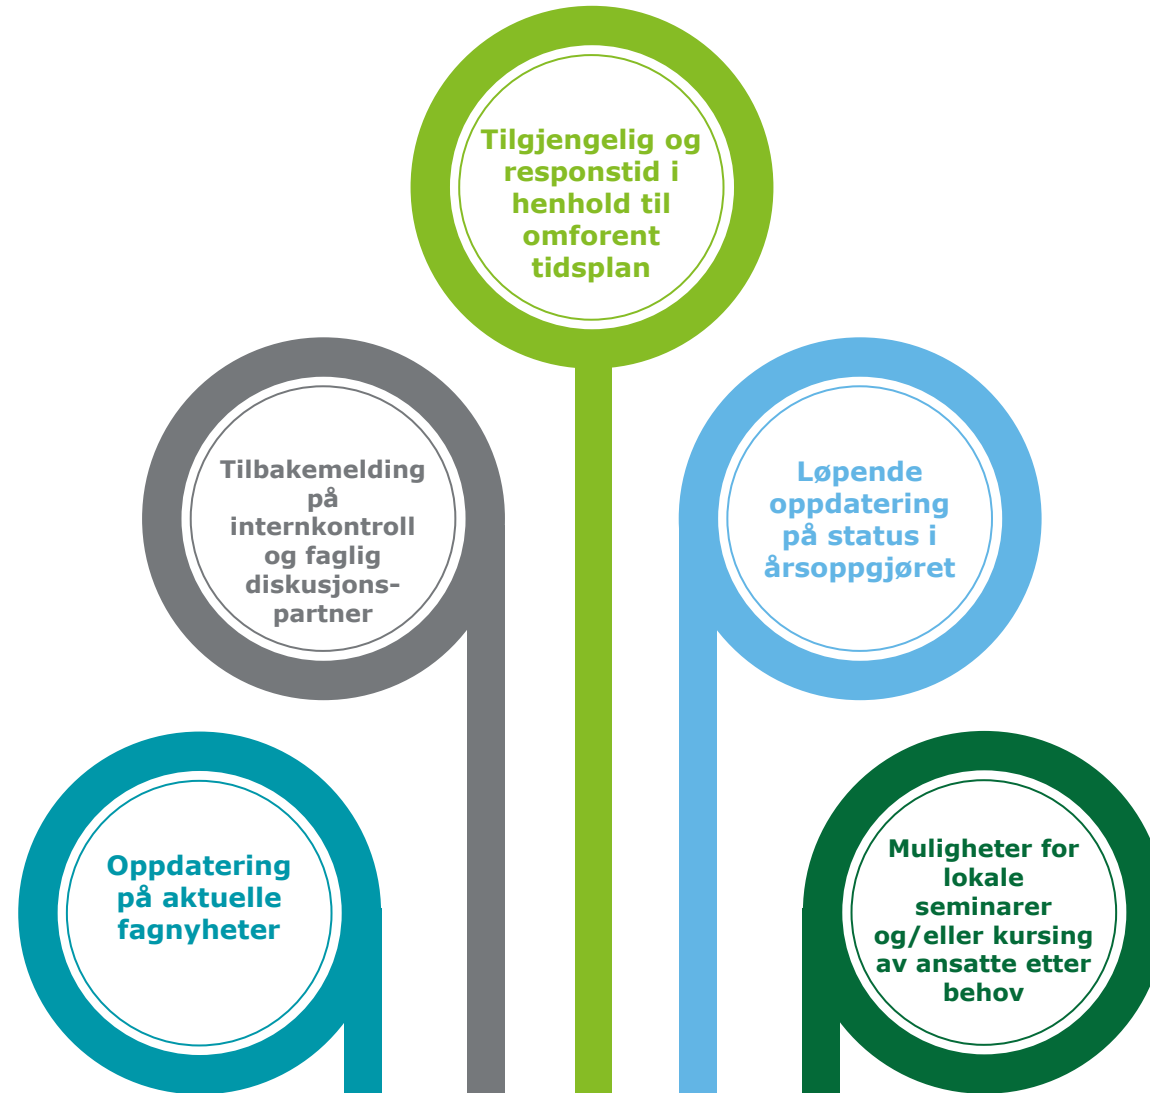 Tilgjengelig og
responstid i
henhold til
omforent
tidsplan
Tilbakemelding
på
internkontroll
og faglig
diskusjons-
partner
Løpende
oppdatering
på status i
årsoppgjøret
Oppdatering
på aktuelle
fagnyheter
Muligheter for
lokale
seminarer
og/eller kursing
av ansatte etter
behov